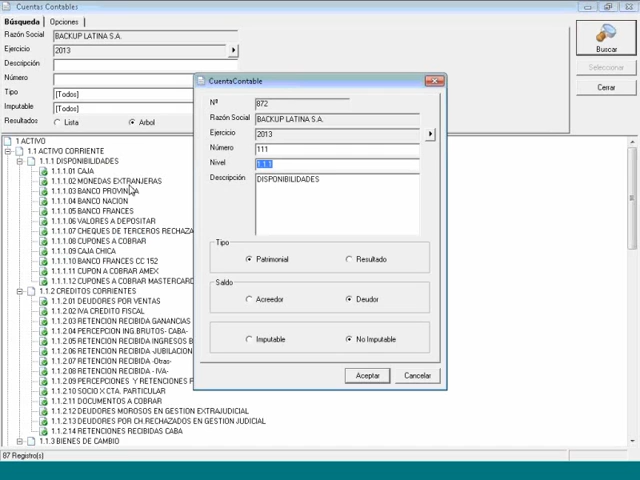 Cuentas Contables
Búsqueda Opciones
Razón Social BACKUP LATINA S.A.
Ejercicio 2013
Descripción
Número
Tipo [Todos]
Imputable [Todos]
Resultados Lista Arbol
Buscar
Seleccionar
Cerrar
1 ACTIVO
1.1 ACTIVO CORRIENTE
1.1.1 DISPONIBILIDADES
1.1.1.01 CAJA
1.1.1.02 MONEDAS EXTRANJERAS
1.1.1.03 BANCO PROVINCIA
1.1.1.04 BANCO NACION
1.1.1.05 BANCO FRANCES
1.1.1.06 VALORES A DEPOSITAR
1.1.1.07 CHEQUES DE TERCEROS RECHAZA
1.1.1.08 CUPONES A COBRAR
1.1.1.09 CAJA CHICA
1.1.1.10 BANCO FRANCES CC 152
1.1.1.11 CUPON A COBRAR AMEX
1.1.1.12 CUPONES A COBRAR MASTERCARD
1.1.2 CREDITOS CORRIENTES
1.1.2.01 DEUDORES POR VENTAS
1.1.2.02 IVA CREDITO FISCAL
1.1.2.03 RETENCION RECIBIDA GANANCIAS
1.1.2.04 PERCEPCION ING.BRUTOS- CABA-
1.1.2.05 RETENCION RECIBIDA INGRESOS B
1.1.2.06 RETENCION RECIBIDA -JUBILACION
1.1.2.07 RETENCION RECIBIDA -Otras-
1.1.2.08 RETENCION RECIBIDA - IVA-
1.1.2.09 PERCEPCIONES Y RETENCIONES F
1.1.2.10 SOCIO X CTA. PARTICULAR
1.1.2.11 DOCUMENTOS A COBRAR
1.1.2.12 DEUDORES MOROSOS EN GESTION EXTRAJUDICIAL
1.1.2.13 DEUDORES POR CH.RECHAZADOS EN GESTION JUDICIAL
1.1.2.14 RETENCIONES RECIBIDAS CABA
1.1.3 BIENES DE CAMBIO
87 Registro(s)
CuentaContable
Nº 872
Razón Social BACKUP LATINA S.A.
Ejercicio 2013
Número 111
Nivel 1.1.1
Descripción DISPONIBILIDADES
Tipo
Patrimonial Resultado
Saldo
Acreedor Deudor
Imputable No Imputable
Aceptar Cancelar